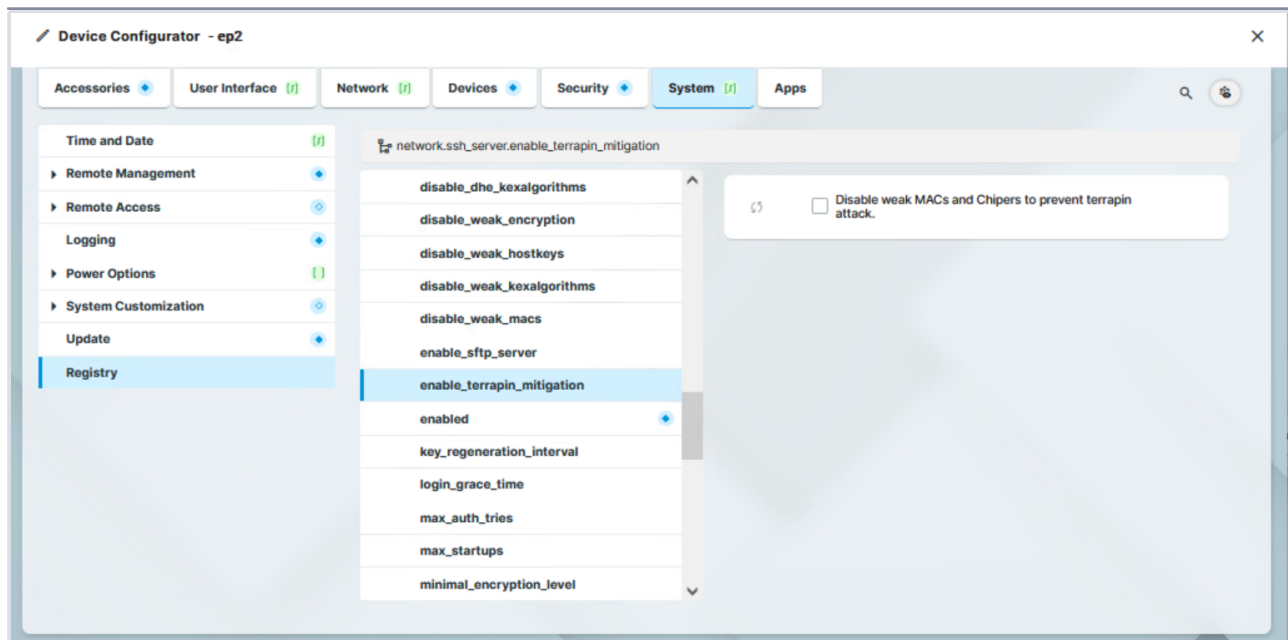 Device Configurator - ep2
Accessories
User Interface
Network
Devices
Security
System
Apps
Time and Date
Remote Management
Remote Access
Logging
Power Options
System Customization
Update
Registry
network.ssh_server.enable_terrapin_mitigation
disable_dhe_kexalgorithms
disable_weak_encryption
disable_weak_hostkeys
disable_weak_kexalgorithms
disable_weak_macs
enable_sftp_server
enable_terrapin_mitigation
enabled
key_regeneration_interval
login_grace_time
max_auth_tries
max_startups
minimal_encryption_level
Disable weak MACs and Chipers to prevent terrapin
attack.